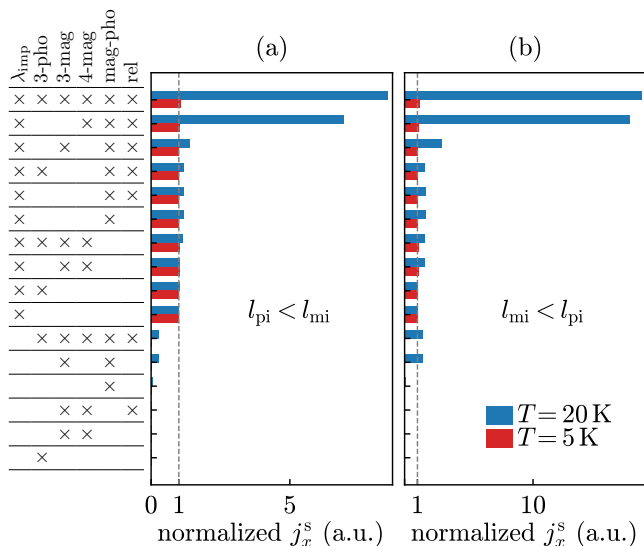 (a) (b)
λimp 3-pho 3-mag 4-mag mag-pho rel
× × × × × ×
× × × ×
× × × ×
× × × ×
× × ×
× ×
× × × ×
× × ×
× ×
×
× × × × ×
× ×
×
× × ×
× ×
×
lpi < lmi
lmi < lpi
T = 20 K
T = 5 K
0 1 5
1 10
normalized jxs (a.u.)
normalized jxs (a.u.)